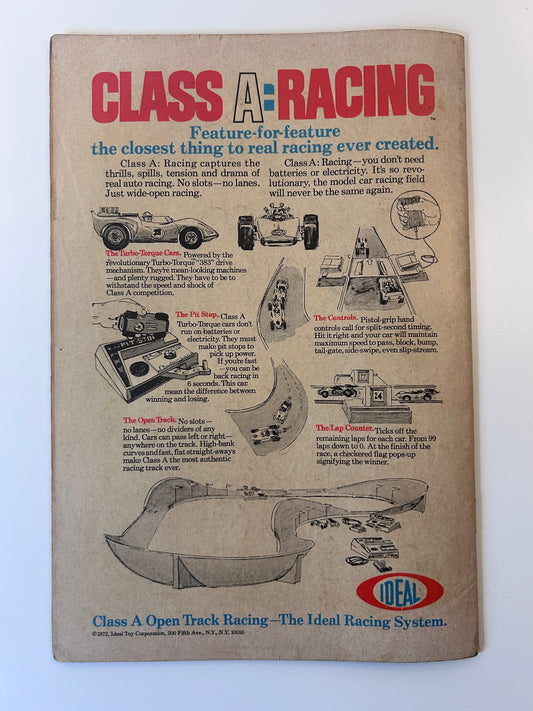 CLASS A:RACING
TM
Feature-for-feature
the closest thing to real racing ever created.
Class A: Racing captures the
thrills, spills, tension and drama of
real auto racing. No slots—no lanes.
Just wide-open racing.
Class A: Racing—you don't need
batteries or electricity. It's so revo-
lutionary, the model car racing field
will never be the same again.
The Turbo-Torque Cars. Powered by the
revolutionary Turbo-Torque™ "383" drive
mechanism. They're mean-looking machines
—and plenty rugged. They have to be to
withstand the speed and shock of
Class A competition.
The Pit Stop. Class A
Turbo-Torque cars don't
run on batteries or
electricity. They must
make pit stops to
pick up power.
If you're fast
—you can be
back racing in
6 seconds. This can
mean the difference between
winning and losing.
PIT STOP
The Controls. Pistol-grip hand
controls call for split-second timing.
Hit it right and your car will maintain
maximum speed to pass, block, bump,
tail-gate, side-swipe, even slip-stream.
The Open Track. No slots—
no lanes—no dividers of any
kind. Cars can pass left or right—
anywhere on the track. High-bank
curves and fast, flat straight-aways
make Class A the most authentic
racing track ever.
24
The Lap Counter. Ticks off the
remaining laps for each car. From 99
laps down to 0. At the finish of the
race, a checkered flag pops-up
signifying the winner.
IDEAL
Class A Open Track Racing—The Ideal Racing System.
©1972, Ideal Toy Corporation, 200 Fifth Ave., N.Y., N.Y. 10010